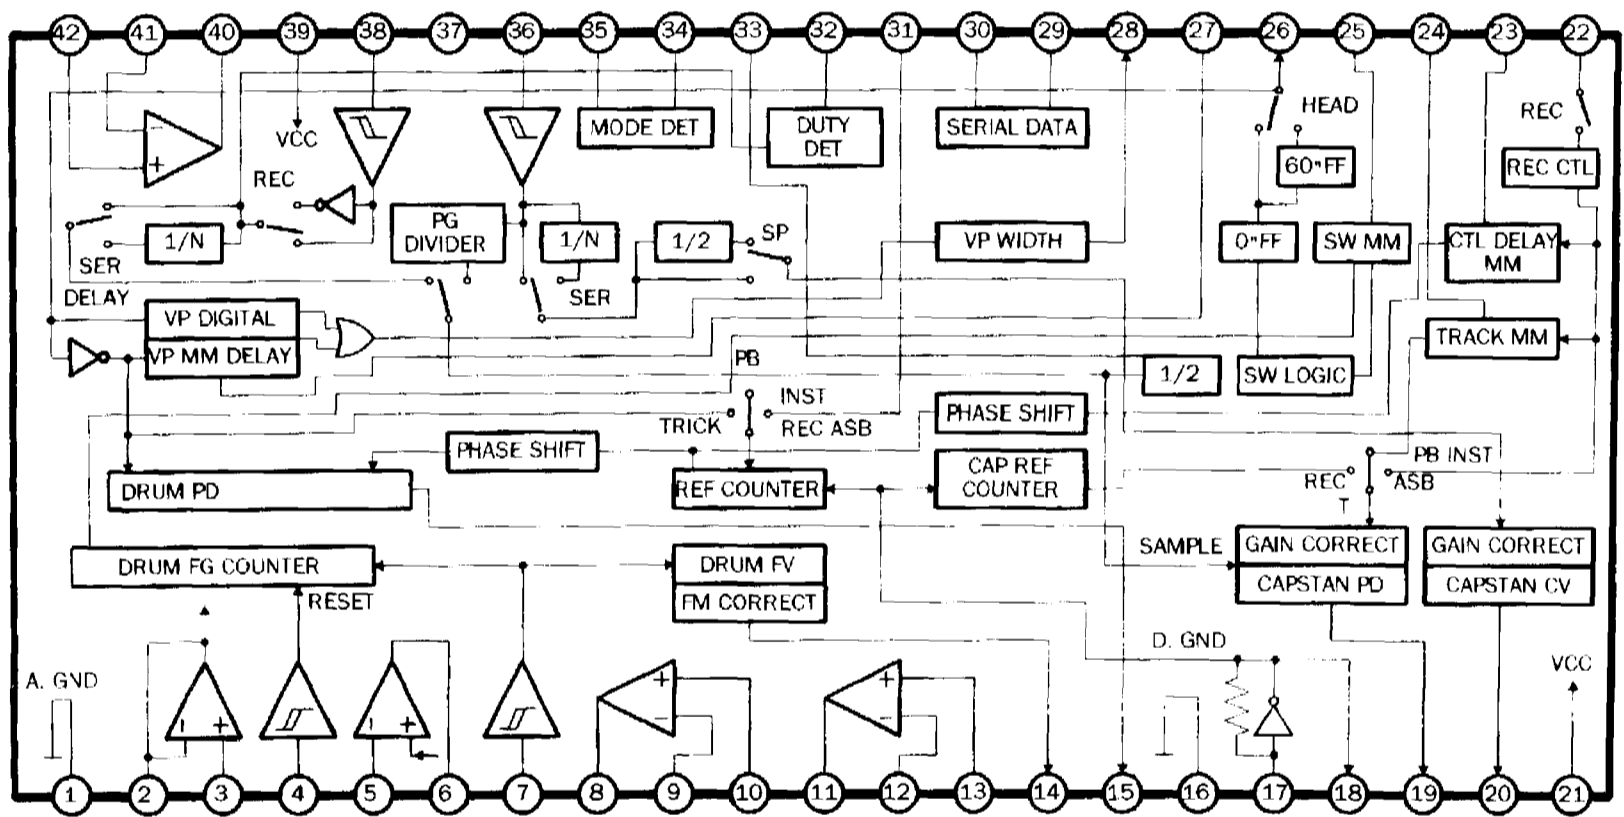 42 41 40 39 38 37 36 35 34 33 32 31 30 29 28 27 26 25 24 23 22
HEAD
REC
VCC
MODE DET
DUTY
DET
SERIAL DATA
60"FF
REC CTL
REC
PG
DIVIDER
1/N
1/N
1/2
SP
VP WIDTH
0"FF
SW MM
CTL DELAY
MM
SER
SER
DELAY
VP DIGITAL
VP MM DELAY
TRACK MM
PB
1/2
SW LOGIC
INST
TRICK
REC ASB
PHASE SHIFT
PHASE SHIFT
PB INST
CAP REF
COUNTER
REC
ASB
T
DRUM PD
REF COUNTER
SAMPLE
GAIN CORRECT
GAIN CORRECT
CAPSTAN PD
CAPSTAN CV
DRUM FG COUNTER
DRUM FV
FM CORRECT
RESET
D. GND
A. GND
VCC
− +
− +
+
−
+
−
−
+
1 2 3 4 5 6 7 8 9 10 11 12 13 14 15 16 17 18 19 20 21